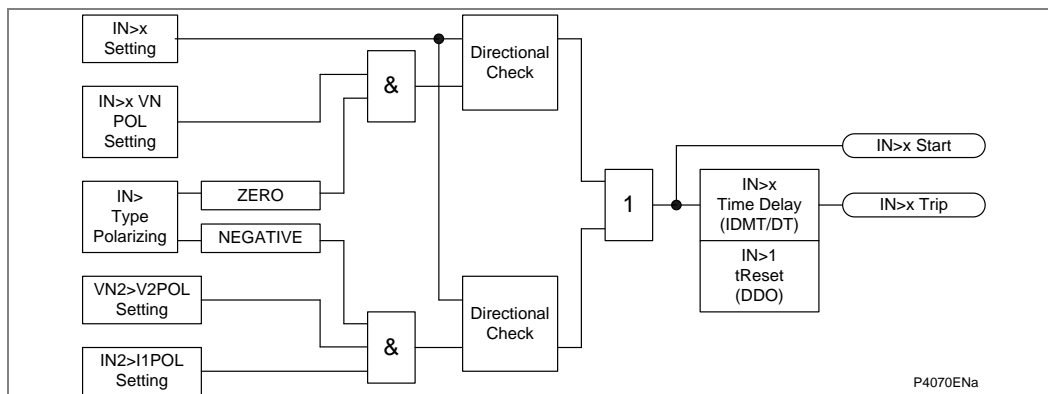 IN>x
Setting
IN>x VN
POL
Setting
IN>
Type
Polarizing
ZERO
NEGATIVE
VN2>V2POL
Setting
IN2>I1POL
Setting
&
&
Directional
Check
Directional
Check
1
IN>x
Time Delay
(IDMT/DT)
IN>1
tReset
(DDO)
IN>x Start
IN>x Trip
P4070ENa